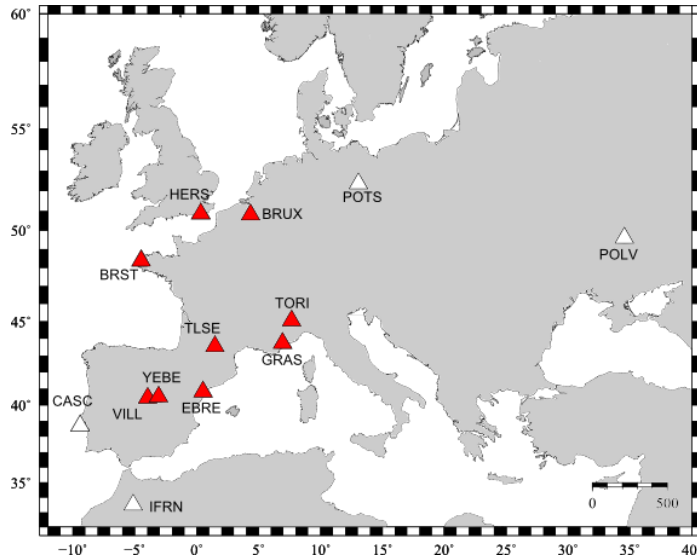 60°
55°
50°
45°
40°
35°
HERS
BRUX
POTS
POLV
BRST
TORI
TLSE
GRAS
YEBE
CASC
VILL
EBRE
IFRN
0 500
−10° −5° 0° 5° 10° 15° 20° 25° 30° 35° 40